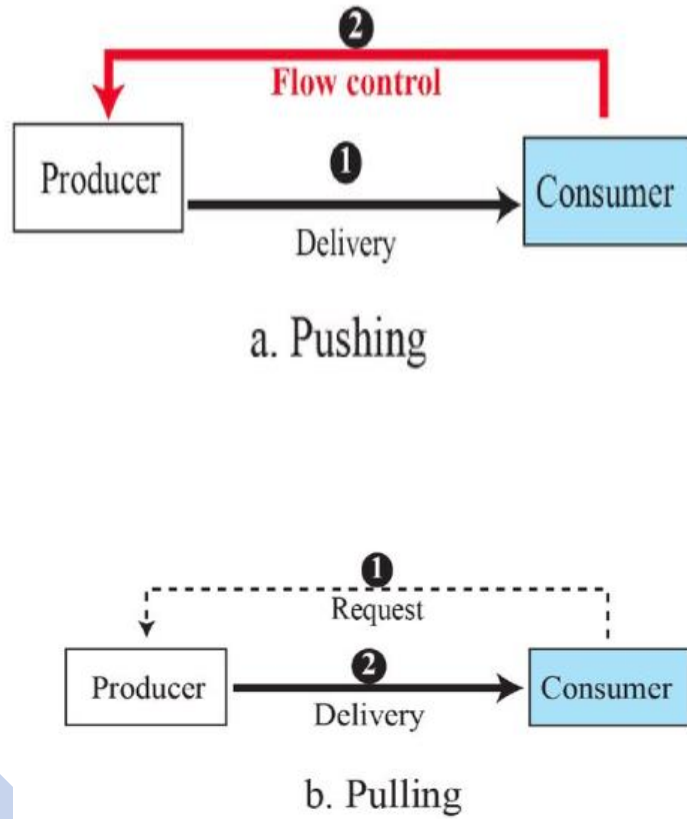 2
Flow control
Producer
1
Consumer
Delivery
a. Pushing
1
Request
Producer
2
Consumer
Delivery
b. Pulling